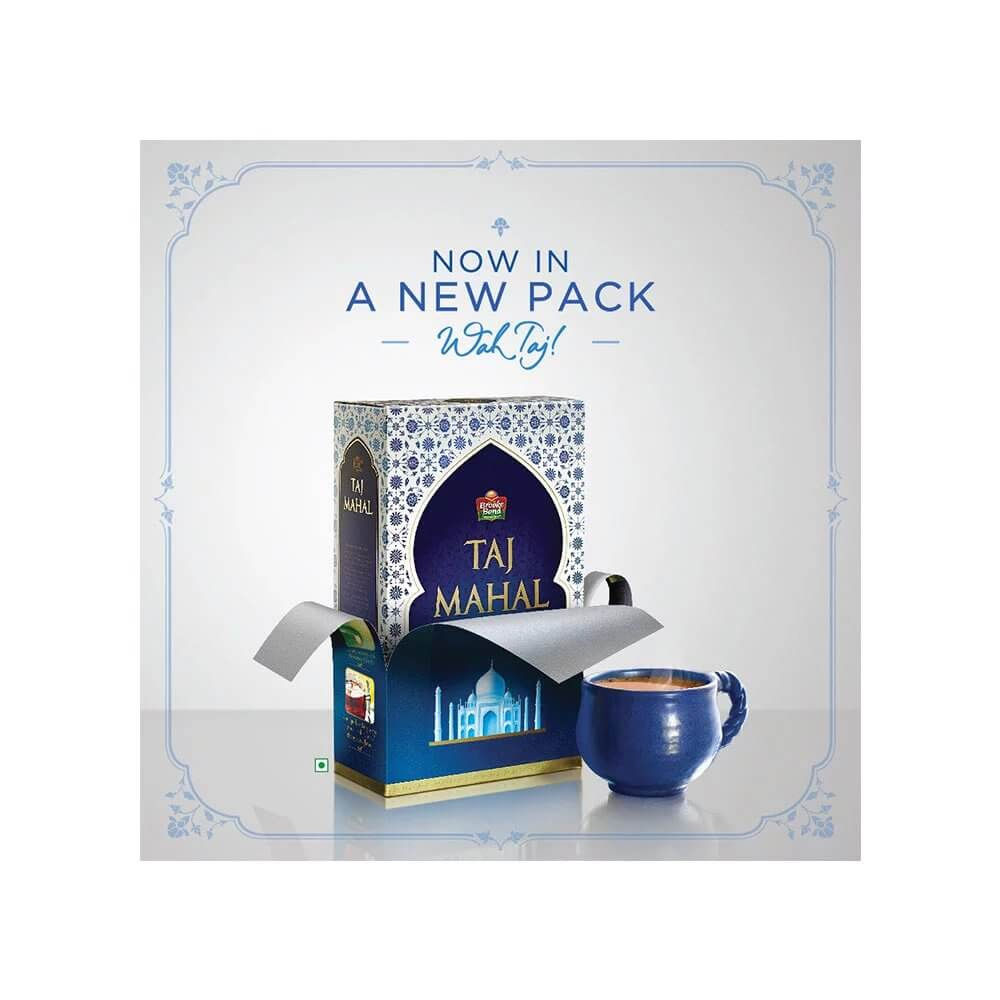 NOW IN
A NEW PACK
Wah Taj!
TAJ
MAHAL
Brooke
Bond
TAJ
MAHAL